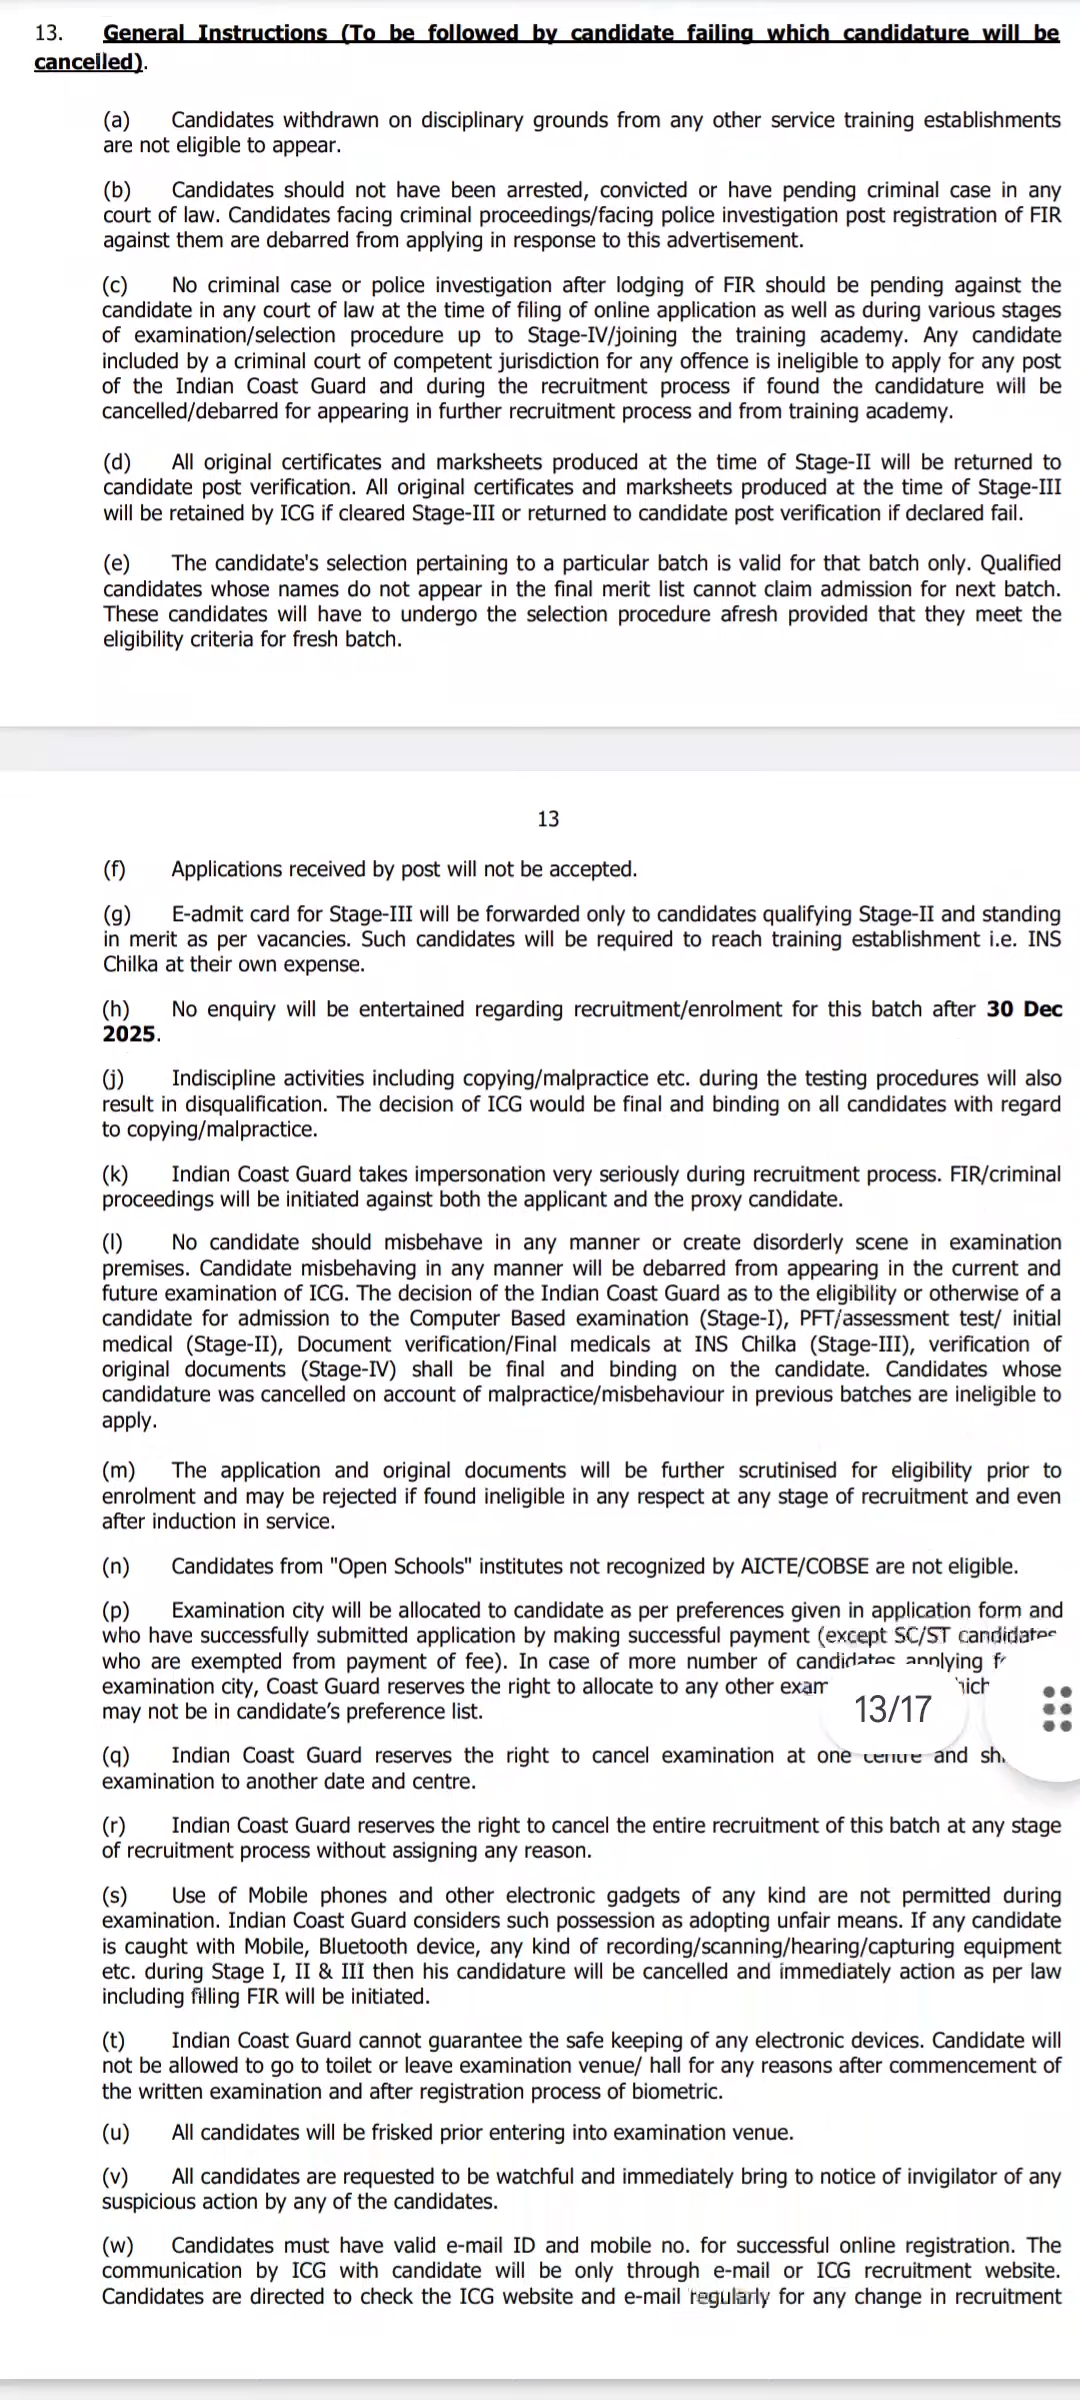 13. General Instructions (To be followed by candidate failing which candidature will be
cancelled).
(a) Candidates withdrawn on disciplinary grounds from any other service training establishments
are not eligible to appear.
(b) Candidates should not have been arrested, convicted or have pending criminal case in any
court of law. Candidates facing criminal proceedings/facing police investigation post registration of FIR
against them are debarred from applying in response to this advertisement.
(c) No criminal case or police investigation after lodging of FIR should be pending against the
candidate in any court of law at the time of filing of online application as well as during various stages
of examination/selection procedure up to Stage-IV/joining the training academy. Any candidate
included by a criminal court of competent jurisdiction for any offence is ineligible to apply for any post
of the Indian Coast Guard and during the recruitment process if found the candidature will be
cancelled/debarred for appearing in further recruitment process and from training academy.
(d) All original certificates and marksheets produced at the time of Stage-II will be returned to
candidate post verification. All original certificates and marksheets produced at the time of Stage-III
will be retained by ICG if cleared Stage-III or returned to candidate post verification if declared fail.
(e) The candidate's selection pertaining to a particular batch is valid for that batch only. Qualified
candidates whose names do not appear in the final merit list cannot claim admission for next batch.
These candidates will have to undergo the selection procedure afresh provided that they meet the
eligibility criteria for fresh batch.
13
(f) Applications received by post will not be accepted.
(g) E-admit card for Stage-III will be forwarded only to candidates qualifying Stage-II and standing
in merit as per vacancies. Such candidates will be required to reach training establishment i.e. INS
Chilka at their own expense.
(h) No enquiry will be entertained regarding recruitment/enrolment for this batch after 30 Dec
2025.
(j) Indiscipline activities including copying/malpractice etc. during the testing procedures will also
result in disqualification. The decision of ICG would be final and binding on all candidates with regard
to copying/malpractice.
(k) Indian Coast Guard takes impersonation very seriously during recruitment process. FIR/criminal
proceedings will be initiated against both the applicant and the proxy candidate.
(l) No candidate should misbehave in any manner or create disorderly scene in examination
premises. Candidate misbehaving in any manner will be debarred from appearing in the current and
future examination of ICG. The decision of the Indian Coast Guard as to the eligibility or otherwise of a
candidate for admission to the Computer Based examination (Stage-I), PFT/assessment test/ initial
medical (Stage-II), Document verification/Final medicals at INS Chilka (Stage-III), verification of
original documents (Stage-IV) shall be final and binding on the candidate. Candidates whose
candidature was cancelled on account of malpractice/misbehaviour in previous batches are ineligible to
apply.
(m) The application and original documents will be further scrutinised for eligibility prior to
enrolment and may be rejected if found ineligible in any respect at any stage of recruitment and even
after induction in service.
(n) Candidates from "Open Schools" institutes not recognized by AICTE/COBSE are not eligible.
(p) Examination city will be allocated to candidate as per preferences given in application form and
who have successfully submitted application by making successful payment (except SC/ST candidates
who are exempted from payment of fee). In case of more number of candidates applying
examination city, Coast Guard reserves the right to allocate to any other
may not be in candidate's preference list.
13/17
(q) Indian Coast Guard reserves the right to cancel examination at one centre and
examination to another date and centre.
(r) Indian Coast Guard reserves the right to cancel the entire recruitment of this batch at any stage
of recruitment process without assigning any reason.
(s) Use of Mobile phones and other electronic gadgets of any kind are not permitted during
examination. Indian Coast Guard considers such possession as adopting unfair means. If any candidate
is caught with Mobile, Bluetooth device, any kind of recording/scanning/hearing/capturing equipment
etc. during Stage I, II & III then his candidature will be cancelled and immediately action as per law
including filling FIR will be initiated.
(t) Indian Coast Guard cannot guarantee the safe keeping of any electronic devices. Candidate will
not be allowed to go to toilet or leave examination venue/ hall for any reasons after commencement of
the written examination and after registration process of biometric.
(u) All candidates will be frisked prior entering into examination venue.
(v) All candidates are requested to be watchful and immediately bring to notice of invigilator of any
suspicious action by any of the candidates.
(w) Candidates must have valid e-mail ID and mobile no. for successful online registration. The
communication by ICG with candidate will be only through e-mail or ICG recruitment website.
Candidates are directed to check the ICG website and e-mail regularly for any change in recruitment